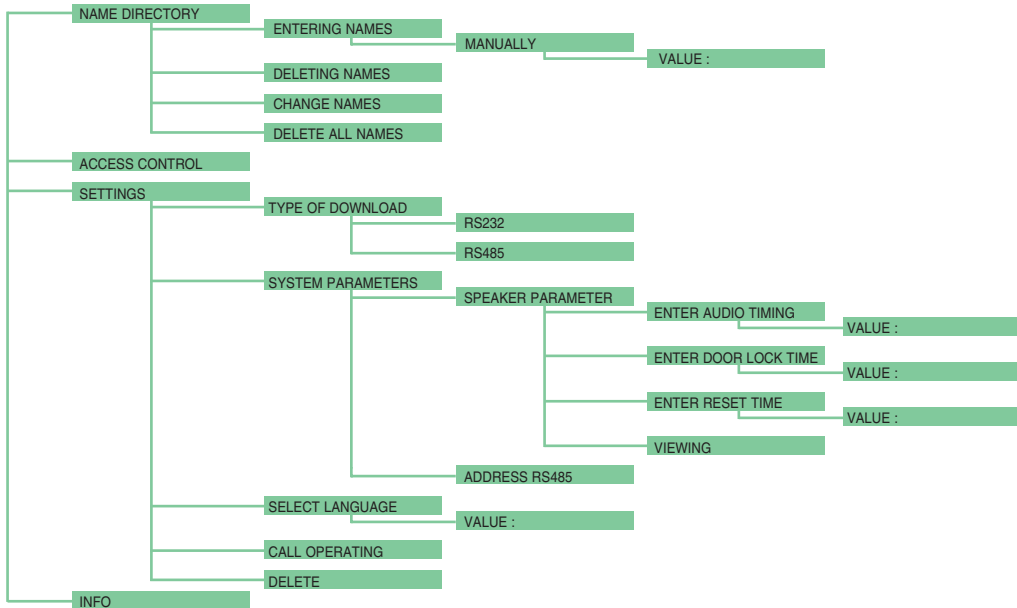 NAME DIRECTORY
ENTERING NAMES
MANUALLY
VALUE :
DELETING NAMES
CHANGE NAMES
DELETE ALL NAMES
ACCESS CONTROL
SETTINGS
TYPE OF DOWNLOAD
RS232
RS485
SYSTEM PARAMETERS
SPEAKER PARAMETER
ENTER AUDIO TIMING
VALUE :
ENTER DOOR LOCK TIME
VALUE :
ENTER RESET TIME
VALUE :
VIEWING
ADDRESS RS485
SELECT LANGUAGE
VALUE :
CALL OPERATING
DELETE
INFO